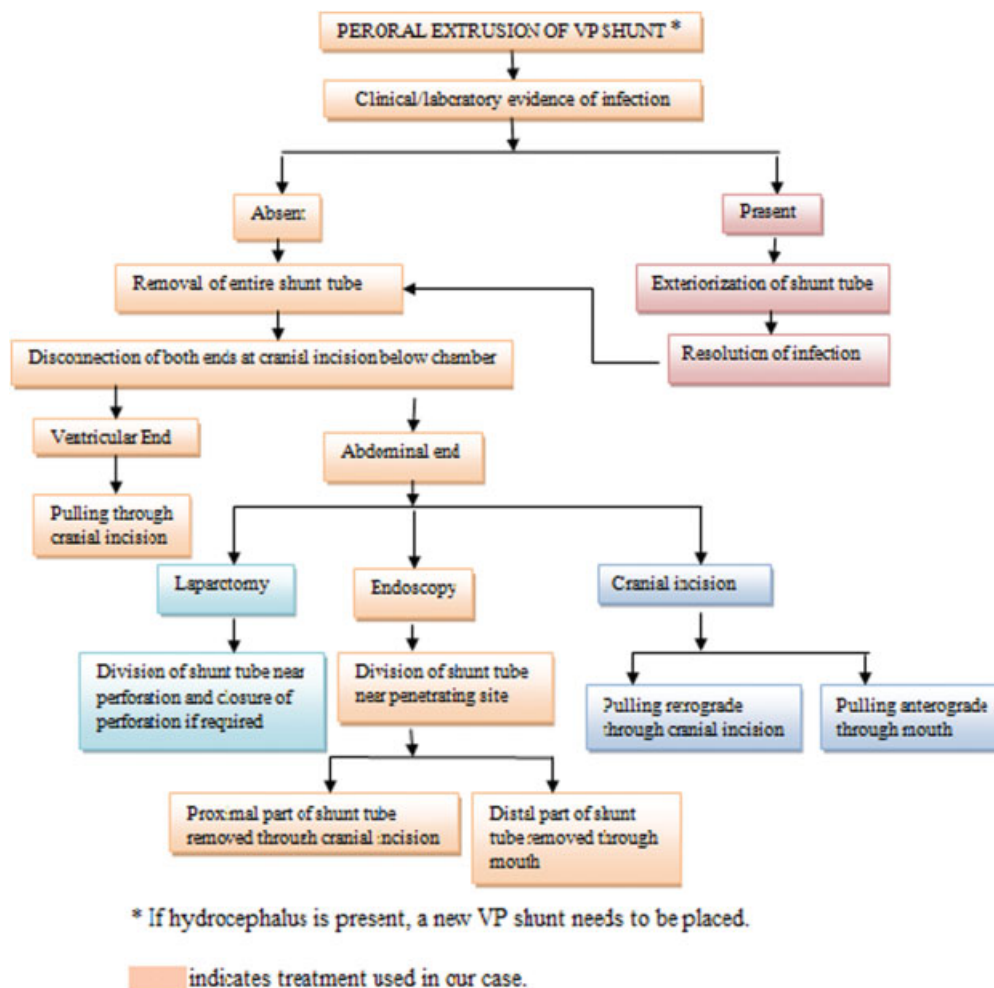 PERORAL EXTRUSION OF VP SHUNT *
Clinical/laboratory evidence of infection
Absent
Present
Removal of entire shunt tube
Exteriorization of shunt tube
Disconnection of both ends at cranial incision below chamber
Resolution of infection
Ventricular End
Abdominal end
Pulling through
cranial incision
Laparotomy
Endoscopy
Cranial incision
Division of shunt tube near
perforation and closure of
perforation if required
Division of shunt tube
near penetrating site
Pulling retrograde
through cranial incision
Pulling anterograde
through mouth
Proximal part of shunt tube
removed through cranial incision
Distal part of shunt
tube removed through
mouth
* If hydrocephalus is present, a new VP shunt needs to be placed.
indicates treatment used in our case.